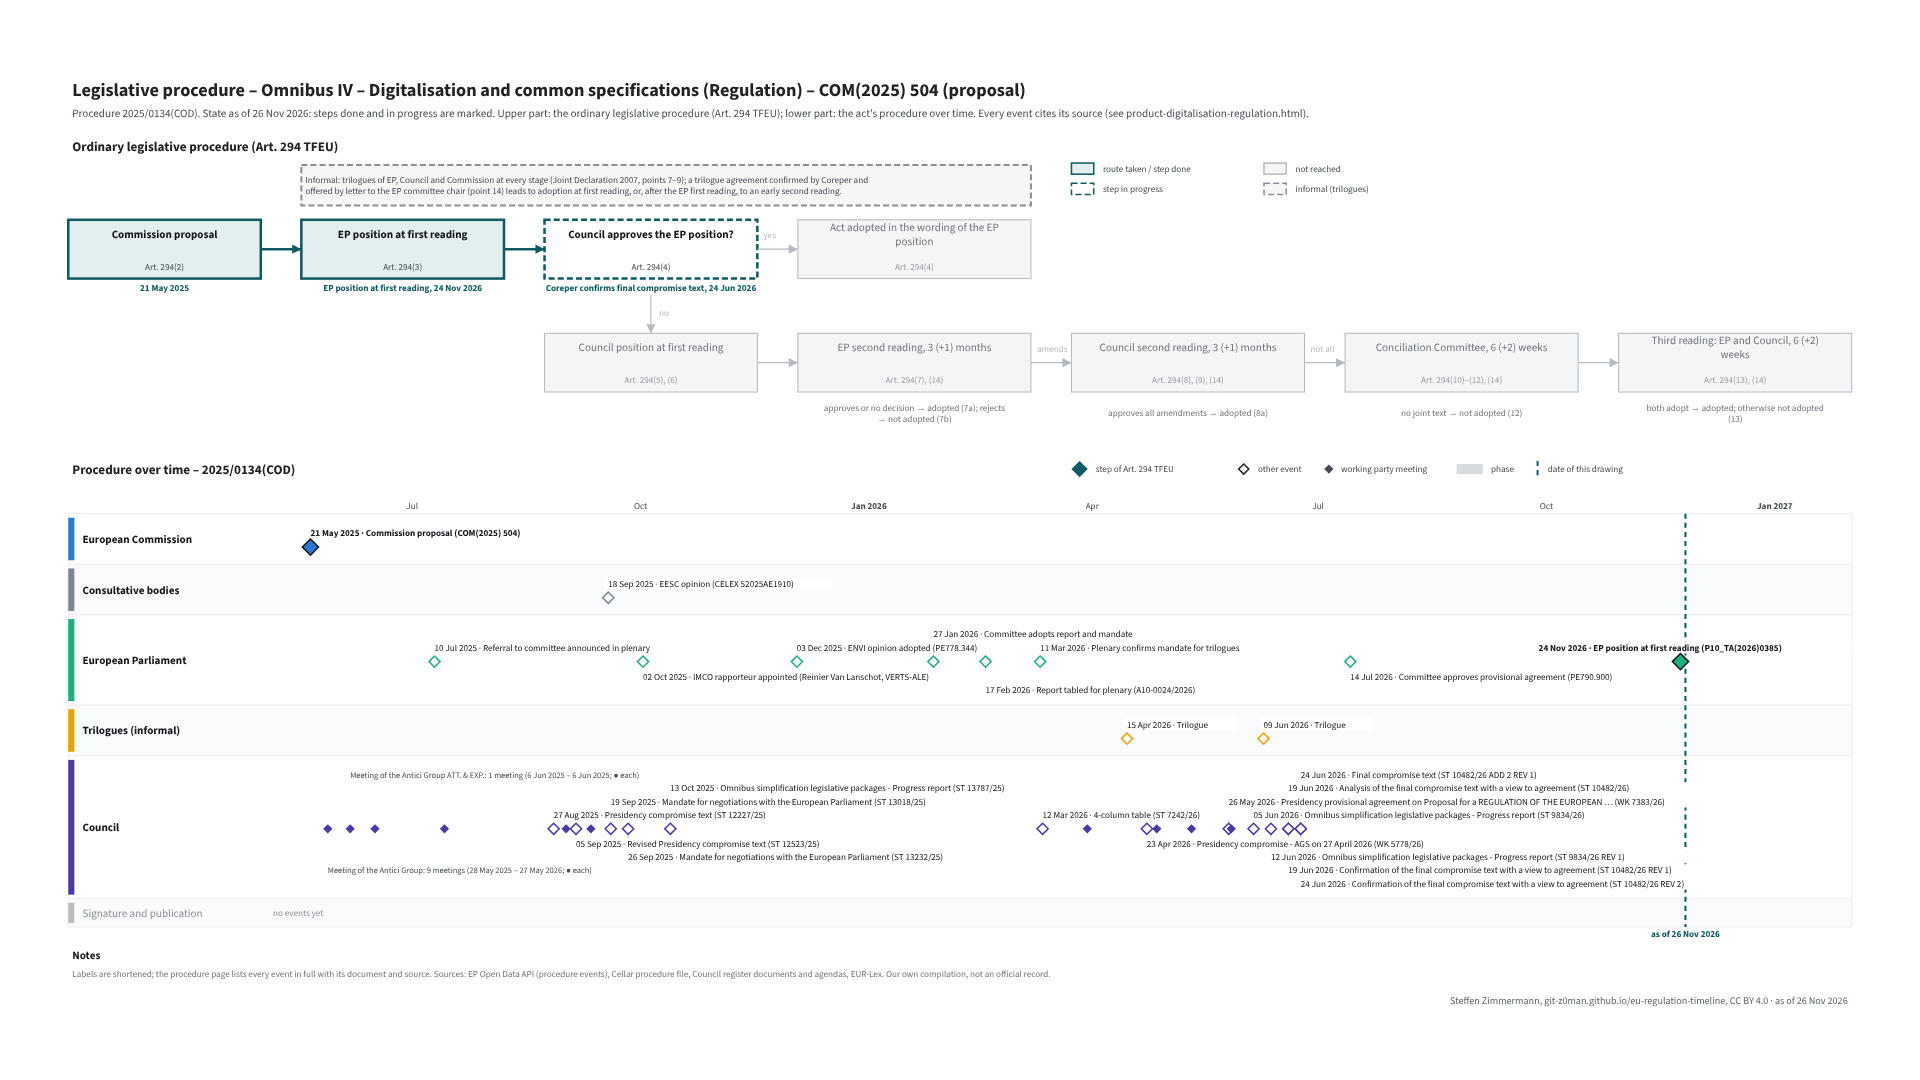 Legislative procedure – Omnibus IV – Digitalisation and common specifications (Regulation) – COM(2025) 504 (proposal)
Procedure 2025/0134(COD). State as of 26 Nov 2026: steps done and in progress are marked. Upper part: the ordinary legislative procedure (Art. 294 TFEU); lower part: the act's procedure over time. Every event cites its source (see product-digitalisation-regulation.html).
Ordinary legislative procedure (Art. 294 TFEU)
Informal: trilogues of EP, Council and Commission at every stage (Joint Declaration 2007, points 7–9); a trilogue agreement confirmed by Coreper and
offered by letter to the EP committee chair (point 14) leads to adoption at first reading, or, after the EP first reading, to an early second reading.
route taken / step done
not reached
step in progress
informal (trilogues)
Commission proposal
Art. 294(2)
21 May 2025
EP position at first reading
Art. 294(3)
EP position at first reading, 24 Nov 2026
Council approves the EP position?
Art. 294(4)
Coreper confirms final compromise text, 24 Jun 2026
yes
Act adopted in the wording of the EP
position
Art. 294(4)
no
Council position at first reading
Art. 294(5), (6)
EP second reading, 3 (+1) months
Art. 294(7), (14)
approves or no decision → adopted (7a); rejects
→ not adopted (7b)
amends
Council second reading, 3 (+1) months
Art. 294(8), (9), (14)
approves all amendments → adopted (8a)
not all
Conciliation Committee, 6 (+2) weeks
Art. 294(10)–(12), (14)
no joint text → not adopted (12)
Third reading: EP and Council, 6 (+2)
weeks
Art. 294(13), (14)
both adopt → adopted; otherwise not adopted
(13)
Procedure over time – 2025/0134(COD)
step of Art. 294 TFEU
other event
working party meeting
phase
date of this drawing
Jul
Oct
Jan 2026
Apr
Jul
Oct
Jan 2027
European Commission
21 May 2025 · Commission proposal (COM(2025) 504)
Consultative bodies
18 Sep 2025 · EESC opinion (CELEX 52025AE1910)
European Parliament
27 Jan 2026 · Committee adopts report and mandate
10 Jul 2025 · Referral to committee announced in plenary
03 Dec 2025 · ENVI opinion adopted (PE778.344)
11 Mar 2026 · Plenary confirms mandate for trilogues
24 Nov 2026 · EP position at first reading (P10_TA(2026)0385)
02 Oct 2025 · IMCO rapporteur appointed (Reinier Van Lanschot, VERTS-ALE)
14 Jul 2026 · Committee approves provisional agreement (PE790.900)
17 Feb 2026 · Report tabled for plenary (A10-0024/2026)
Trilogues (informal)
15 Apr 2026 · Trilogue
09 Jun 2026 · Trilogue
Council
Meeting of the Antici Group ATT. & EXP.: 1 meeting (6 Jun 2025 – 6 Jun 2025; ● each)
24 Jun 2026 · Final compromise text (ST 10482/26 ADD 2 REV 1)
13 Oct 2025 · Omnibus simplification legislative packages - Progress report (ST 13787/25)
19 Jun 2026 · Analysis of the final compromise text with a view to agreement (ST 10482/26)
19 Sep 2025 · Mandate for negotiations with the European Parliament (ST 13018/25)
26 May 2026 · Presidency provisional agreement on Proposal for a REGULATION OF THE EUROPEAN … (WK 7383/26)
27 Aug 2025 · Presidency compromise text (ST 12227/25)
12 Mar 2026 · 4-column table (ST 7242/26)
05 Jun 2026 · Omnibus simplification legislative packages - Progress report (ST 9834/26)
05 Sep 2025 · Revised Presidency compromise text (ST 12523/25)
23 Apr 2026 · Presidency compromise - AGS on 27 April 2026 (WK 5778/26)
26 Sep 2025 · Mandate for negotiations with the European Parliament (ST 13232/25)
12 Jun 2026 · Omnibus simplification legislative packages - Progress report (ST 9834/26 REV 1)
Meeting of the Antici Group: 9 meetings (28 May 2025 – 27 May 2026; ● each)
19 Jun 2026 · Confirmation of the final compromise text with a view to agreement (ST 10482/26 REV 1)
24 Jun 2026 · Confirmation of the final compromise text with a view to agreement (ST 10482/26 REV 2)
Signature and publication
no events yet
as of 26 Nov 2026
Notes
Labels are shortened; the procedure page lists every event in full with its document and source. Sources: EP Open Data API (procedure events), Cellar procedure file, Council register documents and agendas, EUR-Lex. Our own compilation, not an official record.
Steffen Zimmermann, git-z0man.github.io/eu-regulation-timeline, CC BY 4.0 · as of 26 Nov 2026